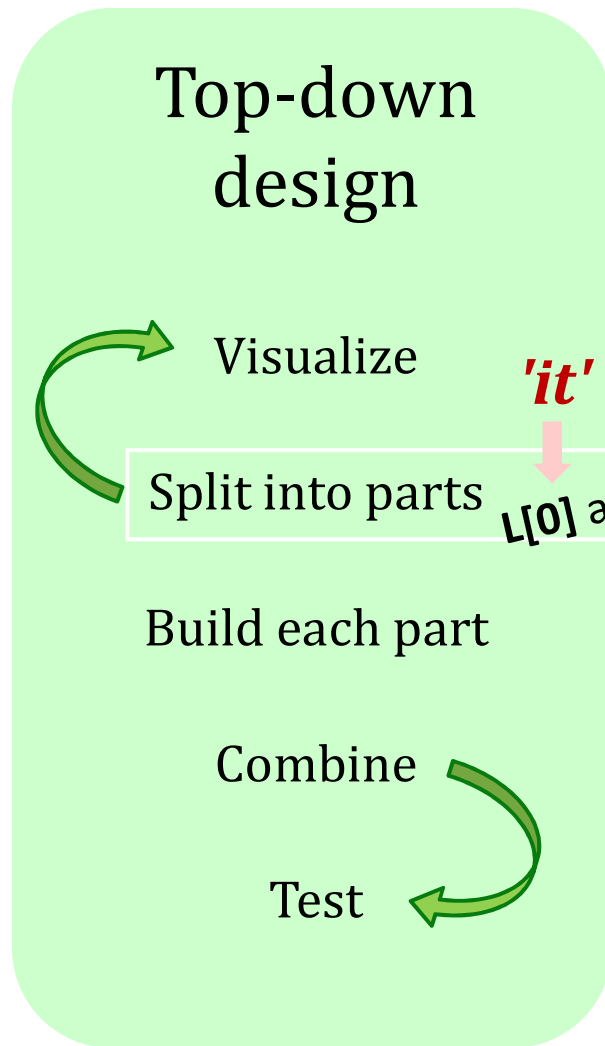 Top-down
design
Visualize
'it'
Split into parts
L[0] a
Build each part
Combine
Test